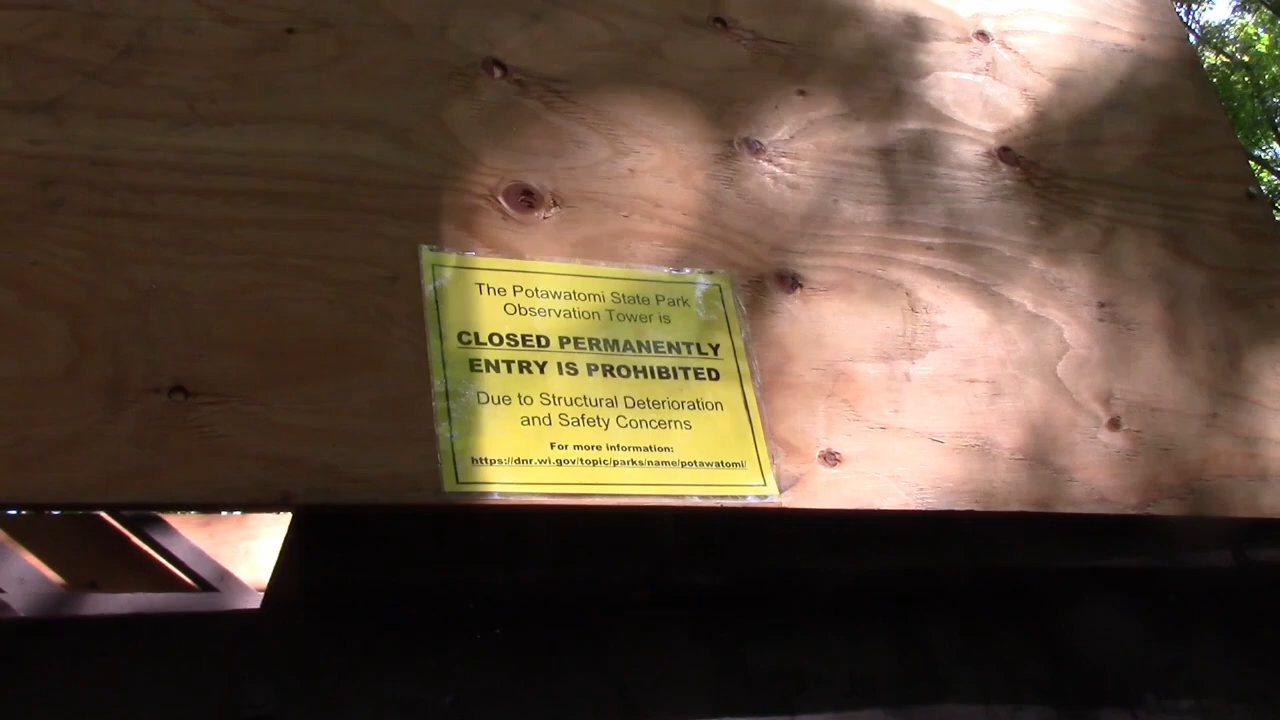 The Potawatomi State Park
Observation Tower is
CLOSED PERMANENTLY
ENTRY IS PROHIBITED
Due to Structural Deterioration
and Safety Concerns
For more information:
https://dnr.wi.gov/topic/parks/name/potawatomi/